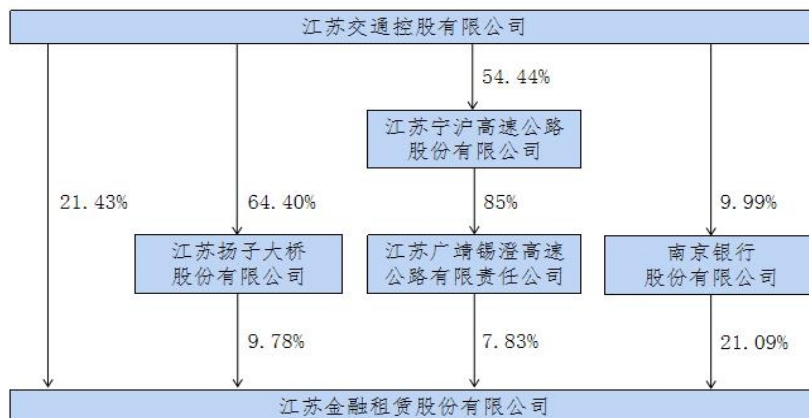 江苏交通控股有限公司
54.44%
江苏宁沪高速公路
股份有限公司
21.43%
64.40%
85%
9.99%
江苏扬子大桥
股份有限公司
江苏广靖锡澄高速
公路有限责任公司
南京银行
股份有限公司
9.78%
7.83%
21.09%
江苏金融租赁股份有限公司